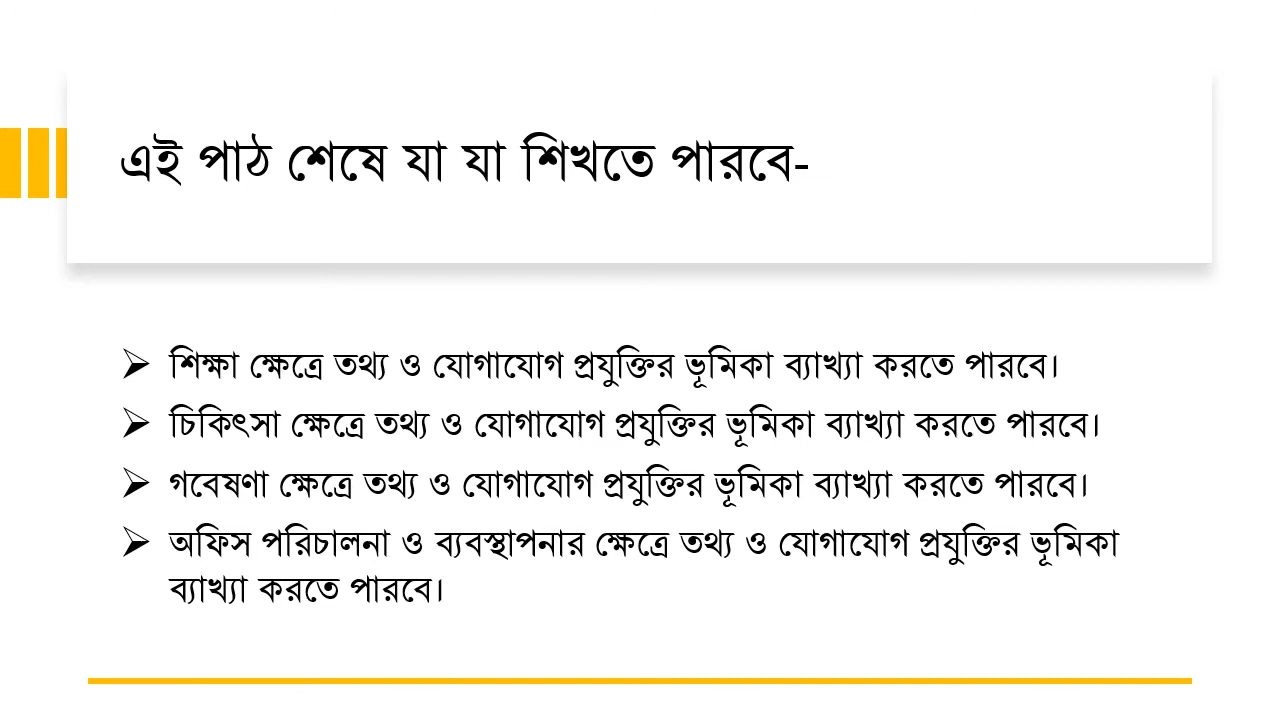 এই পাঠ শেষে যা যা শিখতে পারবে-
➢ শিক্ষা ক্ষেত্রে তথ্য ও যোগাযোগ প্রযুক্তির ভূমিকা ব্যাখ্যা করতে পারবে।
➢ চিকিৎসা ক্ষেত্রে তথ্য ও যোগাযোগ প্রযুক্তির ভূমিকা ব্যাখ্যা করতে পারবে।
➢ গবেষণা ক্ষেত্রে তথ্য ও যোগাযোগ প্রযুক্তির ভূমিকা ব্যাখ্যা করতে পারবে।
➢ অফিস পরিচালনা ও ব্যবস্থাপনার ক্ষেত্রে তথ্য ও যোগাযোগ প্রযুক্তির ভূমিকা
ব্যাখ্যা করতে পারবে।